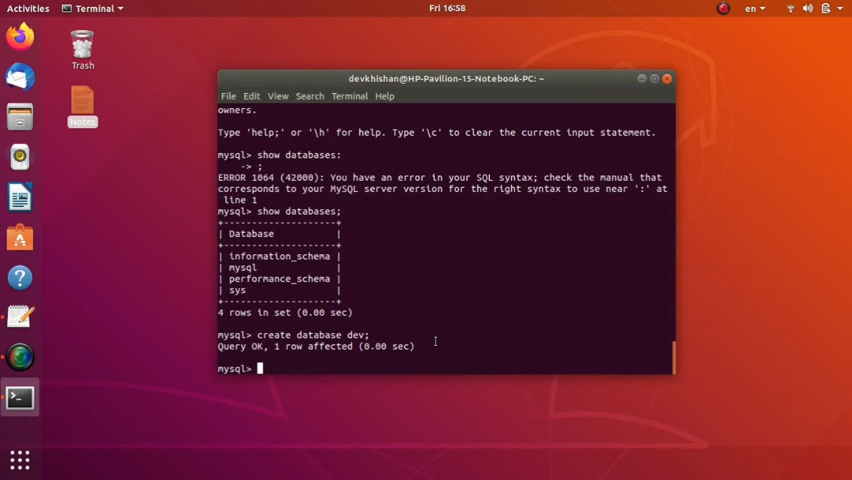 Activities Terminal Fri 16:58 en
Trash
Notes
devkhishan@HP-Pavilion-15-Notebook-PC: ~
File Edit View Search Terminal Help
owners.
Type 'help;' or '\h' for help. Type '\c' to clear the current input statement.
mysql> show databases:
-> ;
ERROR 1064 (42000): You have an error in your SQL syntax; check the manual that
corresponds to your MySQL server version for the right syntax to use near ':' at
line 1
mysql> show databases;
+--------------------+
| Database           |
+--------------------+
| information_schema |
| mysql              |
| performance_schema |
| sys                |
+--------------------+
4 rows in set (0.00 sec)
mysql> create database dev;
Query OK, 1 row affected (0.00 sec)
mysql>